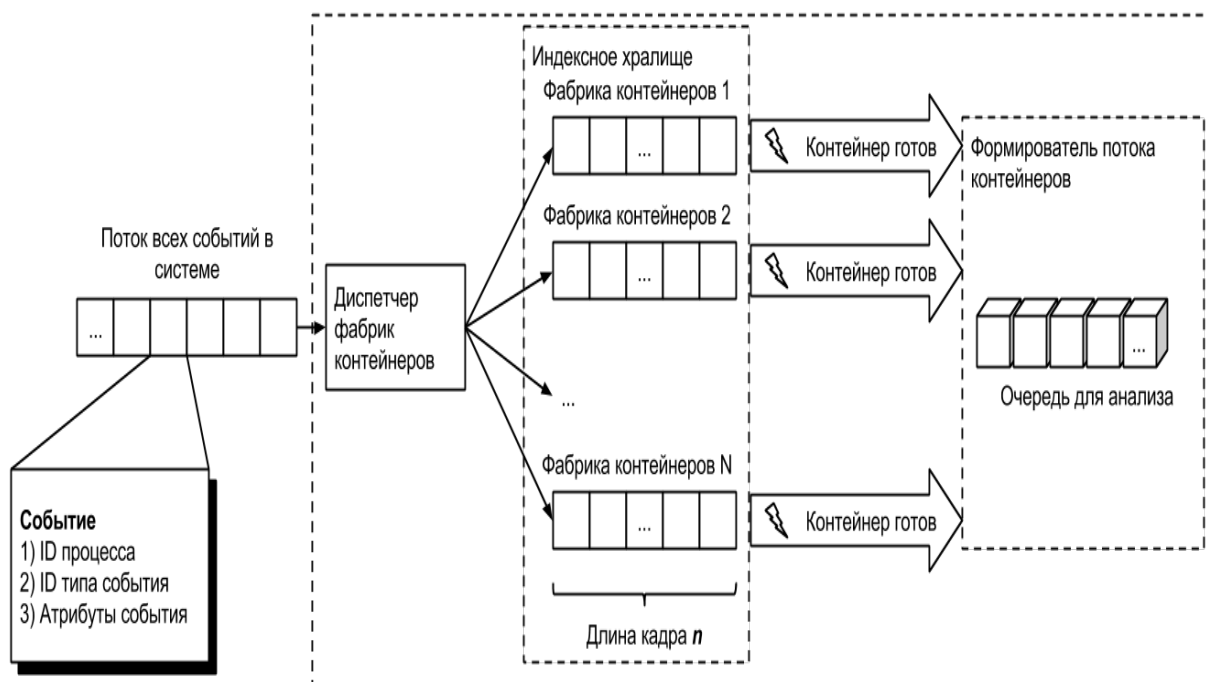 Индексное хралище
Фабрика контейнеров 1
...
Контейнер готов
Формирователь потока
контейнеров
Фабрика контейнеров 2
...
Контейнер готов
Поток всех событий в
системе
...
Диспетчер
фабрик
контейнеров
...
...
Очередь для анализа
Фабрика контейнеров N
...
Контейнер готов
Событие
1) ID процесса
2) ID типа события
3) Атрибуты события
Длина кадра n